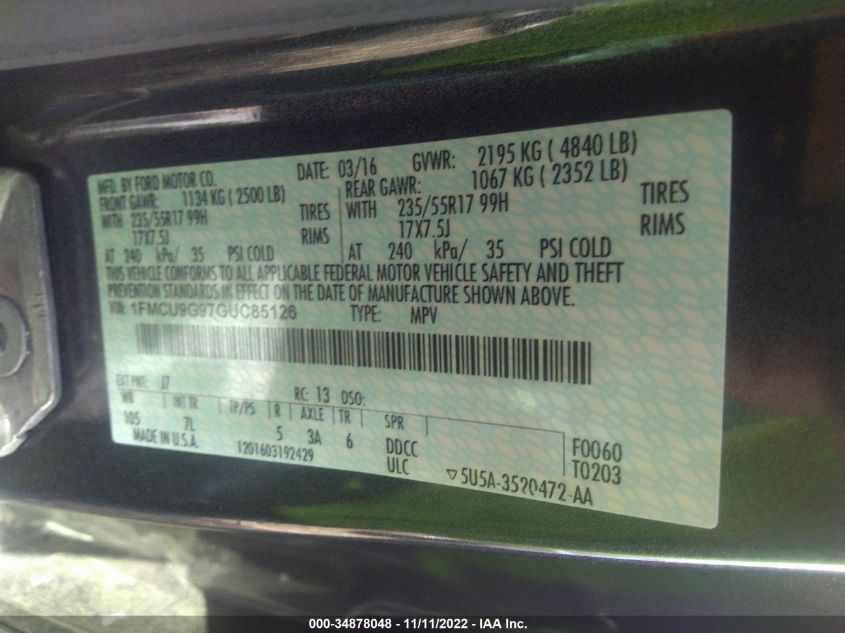 MFD. BY FORD MOTOR CO. DATE: 03/16 GVWR: 2195 KG ( 4840 LB)
FRONT GAWR: 1134 KG ( 2500 LB) REAR GAWR: 1067 KG ( 2352 LB)
WITH 235/55R17 99H TIRES WITH 235/55R17 99H TIRES
17X7.5J RIMS 17X7.5J RIMS
AT 240 kPa/ 35 PSI COLD AT 240 kPa/ 35 PSI COLD
THIS VEHICLE CONFORMS TO ALL APPLICABLE FEDERAL MOTOR VEHICLE SAFETY AND THEFT
PREVENTION STANDARDS IN EFFECT ON THE DATE OF MANUFACTURE SHOWN ABOVE.
VIN: 1FMCU9G97GUC85126 TYPE: MPV
EXT PNT: J7 RC: 13 DSO:
WB INT TR TP/PS R AXLE TR SPR
105 7L 5 3A 6 DDCC F0060
MADE IN U.S.A. 1201603192429 ULC T0203
▽ 5U5A-3520472-AA
000-34878048 - 11/11/2022 - IAA Inc.